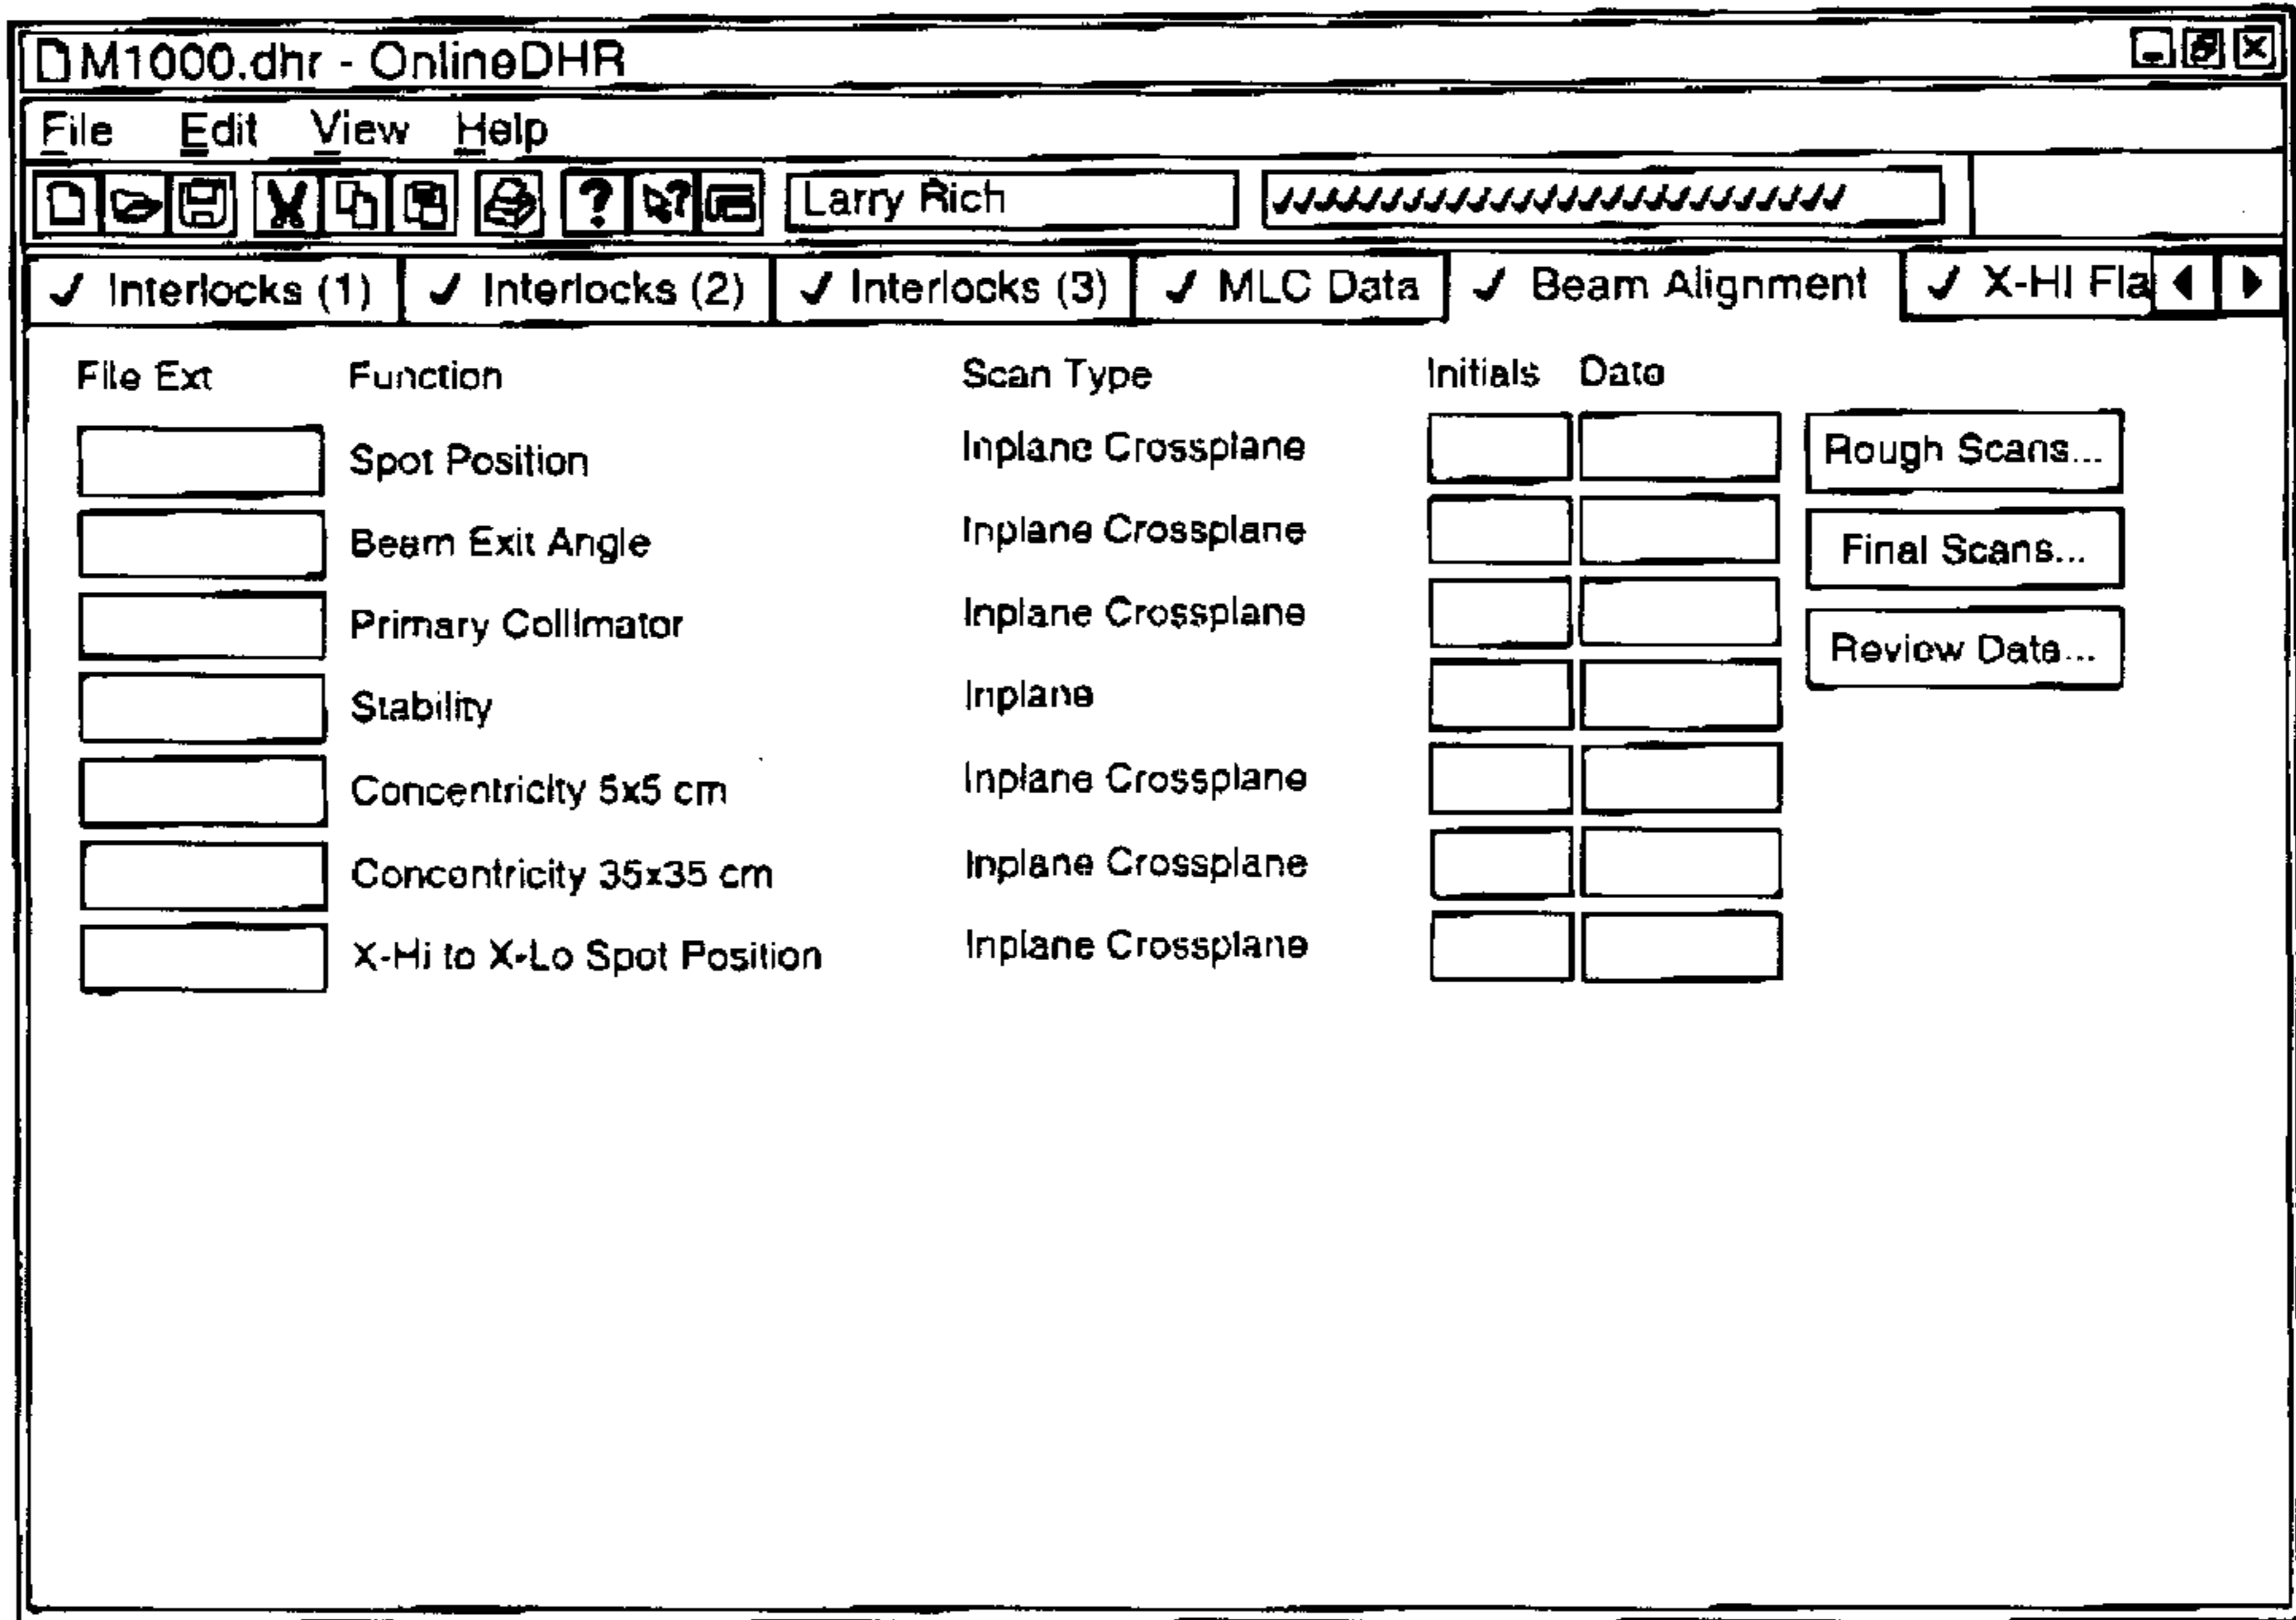 M1000.dhr - OnlineDHR
File Edit View Help
Larry Rich
✓ Interlocks (1) ✓ Interlocks (2) ✓ Interlocks (3) ✓ MLC Data ✓ Beam Alignment ✓ X-HI Fla
File Ext Function Scan Type Initials Date
Spot Position Inplane Crossplane Rough Scans...
Beam Exit Angle Inplane Crossplane Final Scans...
Primary Collimator Inplane Crossplane Review Data...
Stability Inplane
Concentricity 5x5 cm Inplane Crossplane
Concentricity 35x35 cm Inplane Crossplane
X-Hi to X-Lo Spot Position Inplane Crossplane